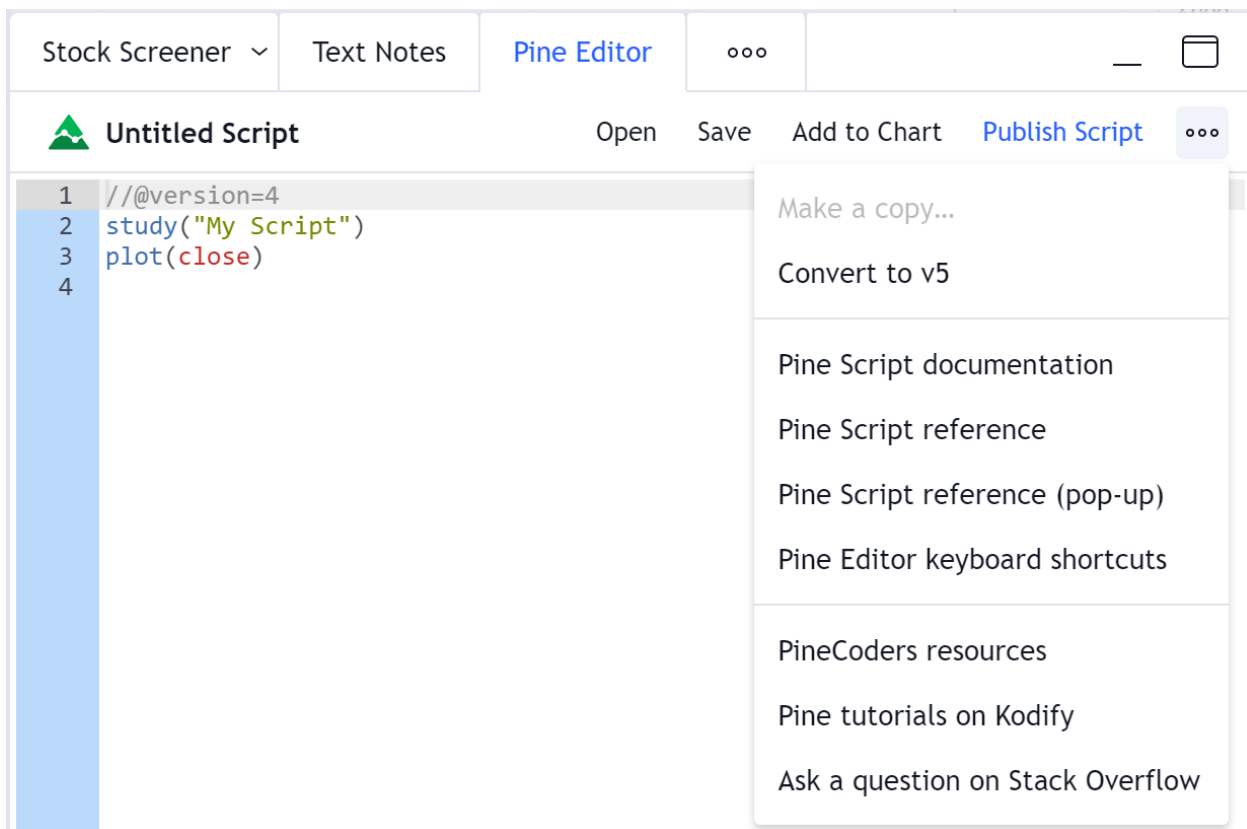 Stock Screener
Text Notes
Pine Editor
Untitled Script
Open
Save
Add to Chart
Publish Script
1 //@version=4
2 study("My Script")
3 plot(close)
4
Make a copy...
Convert to v5
Pine Script documentation
Pine Script reference
Pine Script reference (pop-up)
Pine Editor keyboard shortcuts
PineCoders resources
Pine tutorials on Kodify
Ask a question on Stack Overflow